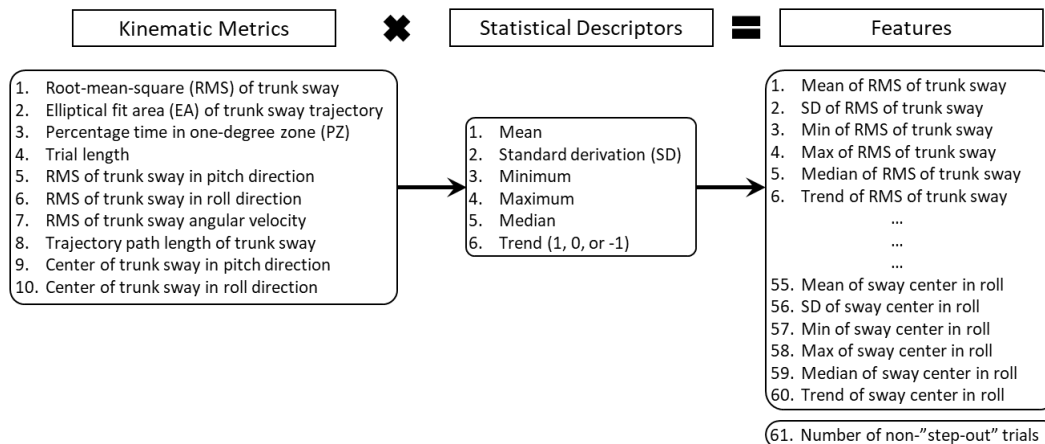 Kinematic Metrics
Statistical Descriptors
Features
1. Root-mean-square (RMS) of trunk sway
2. Elliptical fit area (EA) of trunk sway trajectory
3. Percentage time in one-degree zone (PZ)
4. Trial length
5. RMS of trunk sway in pitch direction
6. RMS of trunk sway in roll direction
7. RMS of trunk sway angular velocity
8. Trajectory path length of trunk sway
9. Center of trunk sway in pitch direction
10. Center of trunk sway in roll direction
1. Mean
2. Standard derivation (SD)
3. Minimum
4. Maximum
5. Median
6. Trend (1, 0, or -1)
1. Mean of RMS of trunk sway
2. SD of RMS of trunk sway
3. Min of RMS of trunk sway
4. Max of RMS of trunk sway
5. Median of RMS of trunk sway
6. Trend of RMS of trunk sway
...
...
...
55. Mean of sway center in roll
56. SD of sway center in roll
57. Min of sway center in roll
58. Max of sway center in roll
59. Median of sway center in roll
60. Trend of sway center in roll
61. Number of non-"step-out" trials